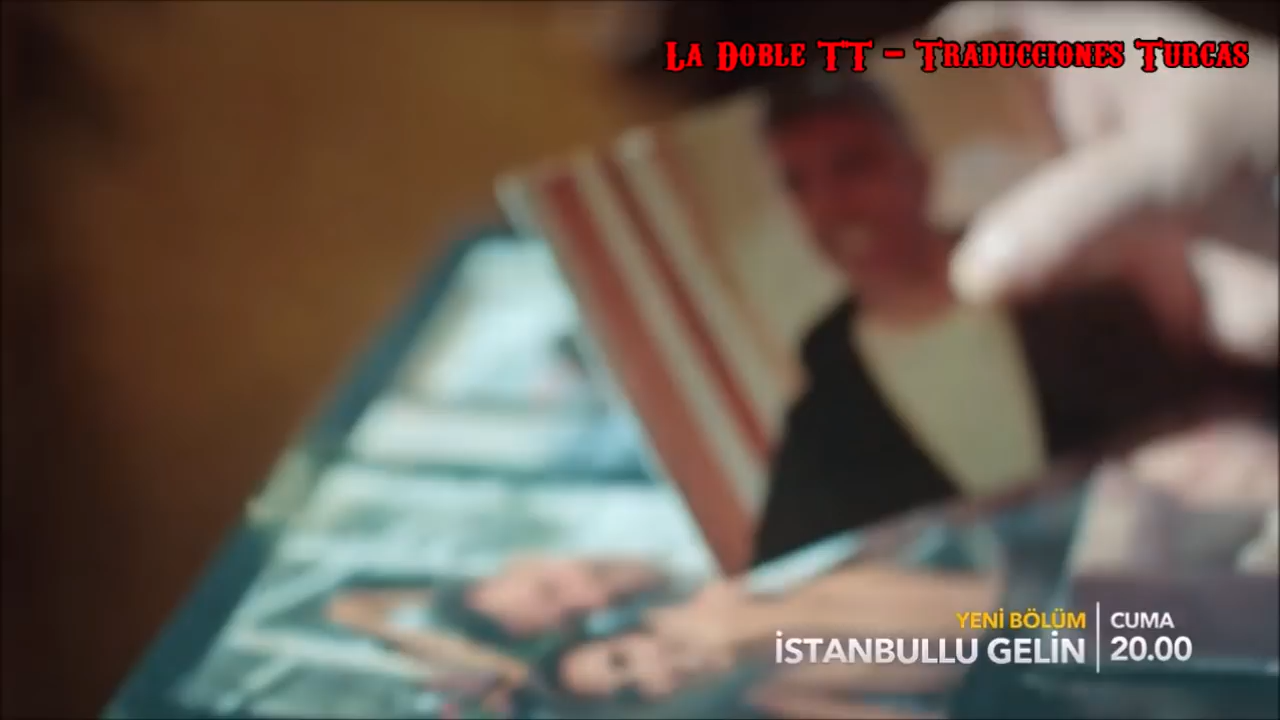 La Doble TT - Traducciones Turcas
YENİ BÖLÜM
İSTANBULLU GELİN
CUMA
20.00